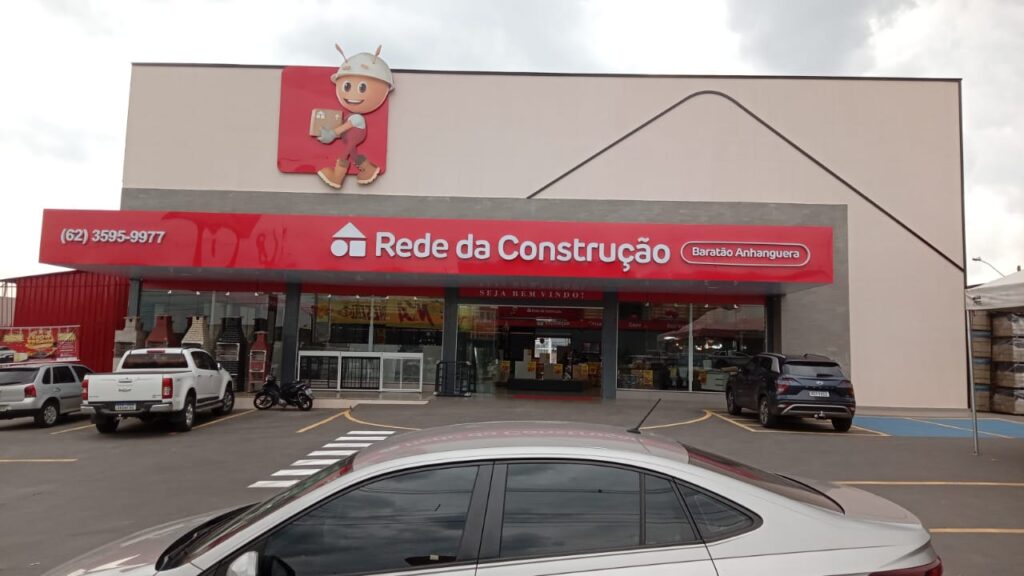 (62) 3595-9977
Rede da Construção
Baratão Anhanguera
SEJA BEM VINDO!